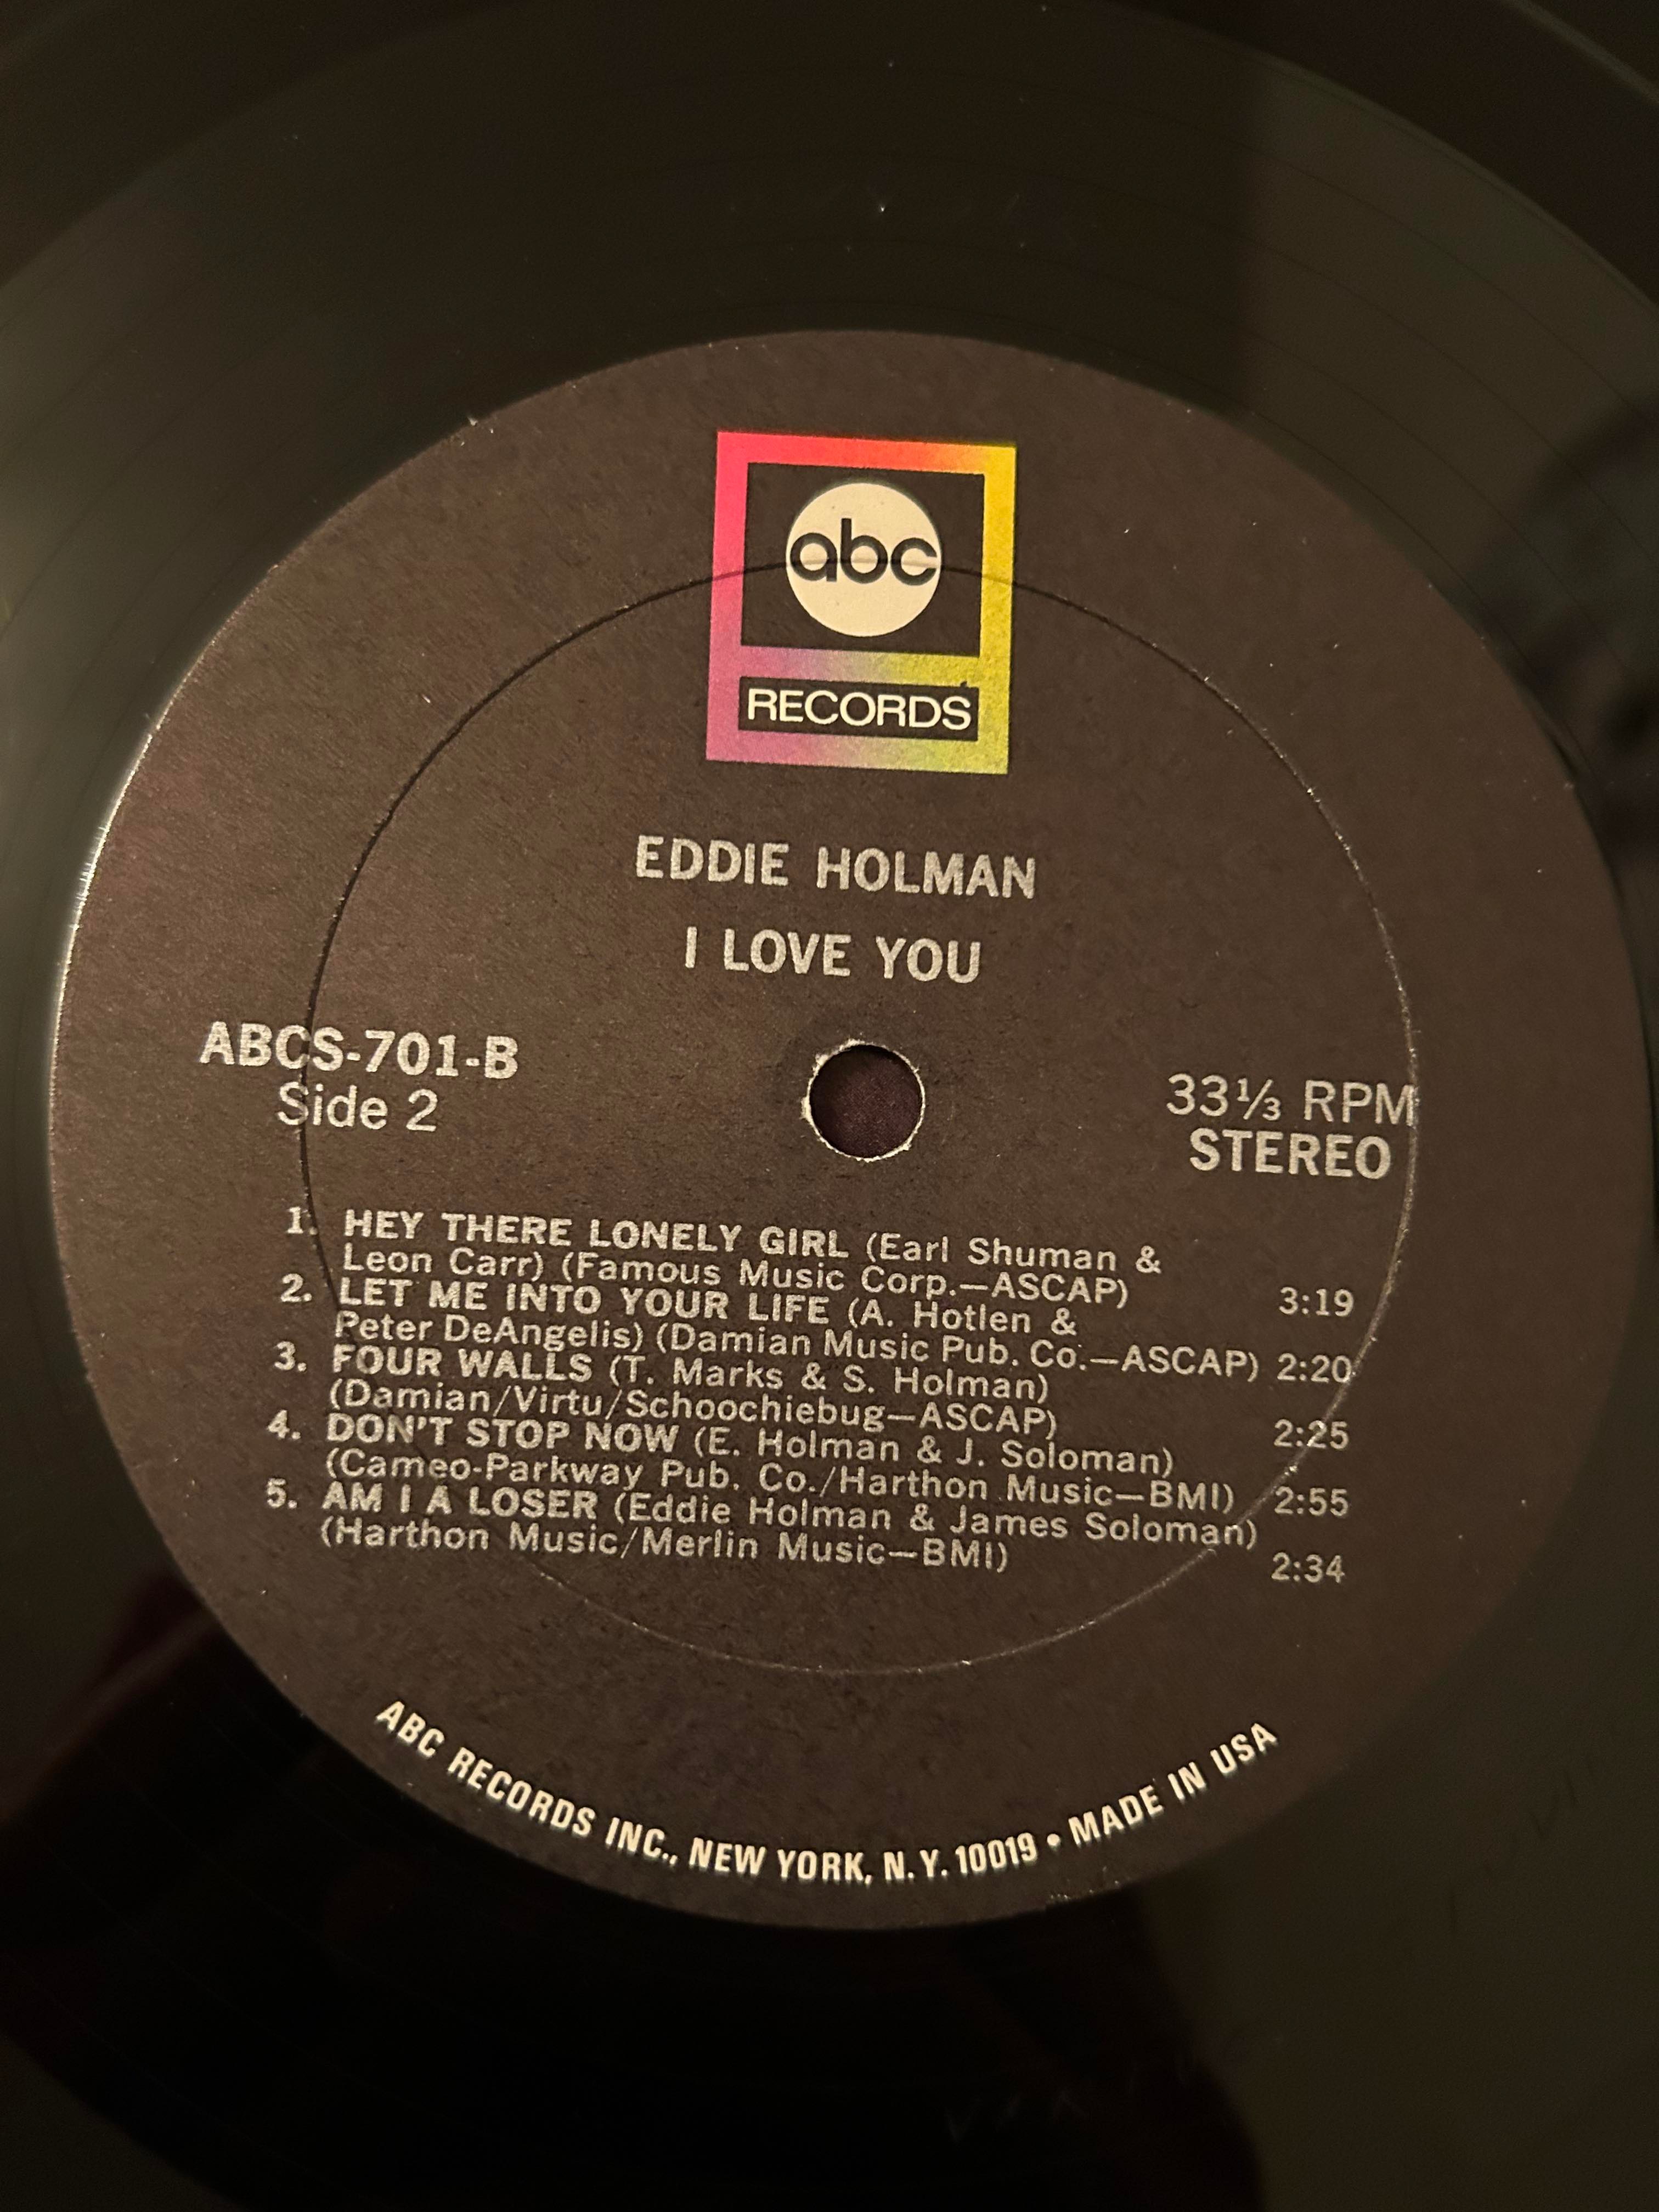 abc
RECORDS
EDDIE HOLMAN
I LOVE YOU
ABCS-701-B
Side 2
33⅓ RPM
STEREO
1. HEY THERE LONELY GIRL (Earl Shuman &
Leon Carr) (Famous Music Corp.—ASCAP) 3:19
2. LET ME INTO YOUR LIFE (A. Hotlen &
Peter DeAngelis) (Damian Music Pub. Co.—ASCAP) 2:20
3. FOUR WALLS (T. Marks & S. Holman)
(Damian/Virtu/Schoochiebug—ASCAP) 2:25
4. DON'T STOP NOW (E. Holman & J. Soloman)
(Cameo-Parkway Pub. Co./Harthon Music—BMI) 2:55
5. AM I A LOSER (Eddie Holman & James Soloman)
(Harthon Music/Merlin Music—BMI) 2:34
ABC RECORDS INC., NEW YORK, N.Y. 10019 • MADE IN USA